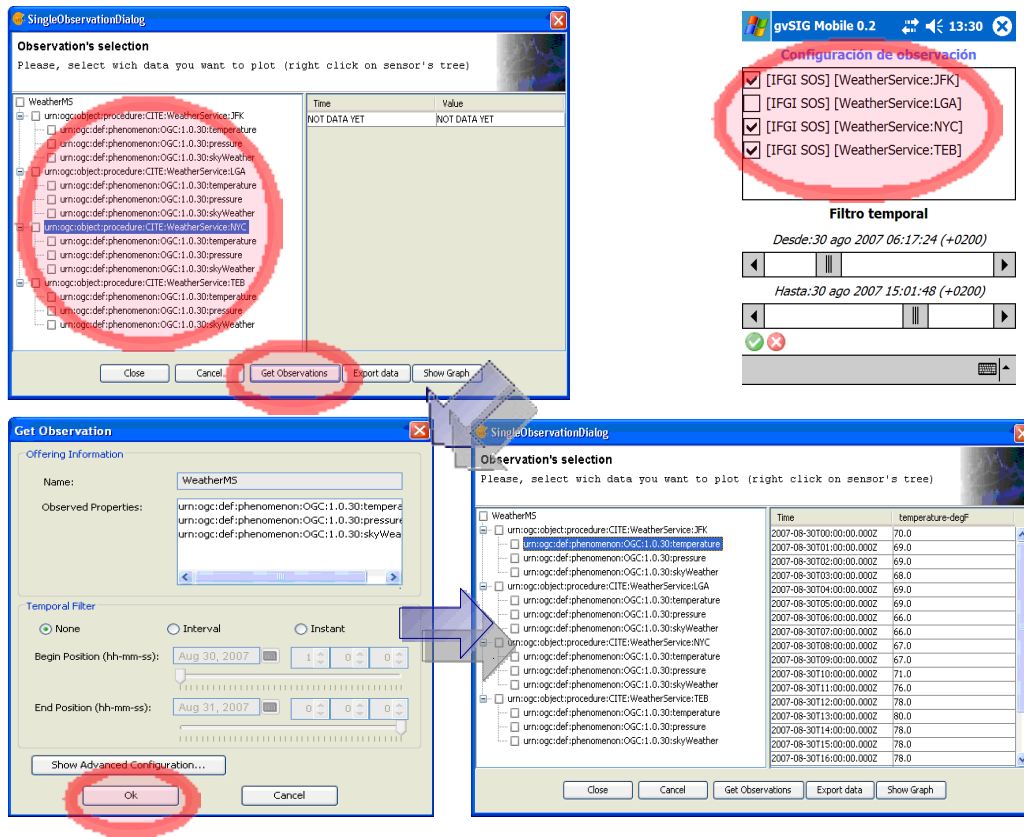 SingleObservationDialog
Observation's selection
Please, select wich data you want to plot (right click on sensor's tree)
WeatherMS
urn:ogc:object:procedure:CITE:WeatherService:JFK
urn:ogc:def:phenomenon:OGC:1.0.30:temperature
urn:ogc:def:phenomenon:OGC:1.0.30:pressure
urn:ogc:def:phenomenon:OGC:1.0.30:skyWeather
urn:ogc:object:procedure:CITE:WeatherService:LGA
urn:ogc:def:phenomenon:OGC:1.0.30:temperature
urn:ogc:def:phenomenon:OGC:1.0.30:pressure
urn:ogc:def:phenomenon:OGC:1.0.30:skyWeather
urn:ogc:object:procedure:CITE:WeatherService:NYC
urn:ogc:def:phenomenon:OGC:1.0.30:temperature
urn:ogc:def:phenomenon:OGC:1.0.30:pressure
urn:ogc:def:phenomenon:OGC:1.0.30:skyWeather
urn:ogc:object:procedure:CITE:WeatherService:TEB
urn:ogc:def:phenomenon:OGC:1.0.30:temperature
urn:ogc:def:phenomenon:OGC:1.0.30:pressure
urn:ogc:def:phenomenon:OGC:1.0.30:skyWeather
Time Value
NOT DATA YET NOT DATA YET
Close Cancel Get Observations Export data Show Graph
gvSIG Mobile 0.2 13:30
Configuración de observación
[IFGI SOS] [WeatherService:JFK]
[IFGI SOS] [WeatherService:LGA]
[IFGI SOS] [WeatherService:NYC]
[IFGI SOS] [WeatherService:TEB]
Filtro temporal
Desde:30 ago 2007 06:17:24 (+0200)
Hasta:30 ago 2007 15:01:48 (+0200)
Get Observation
Offering Information
Name: WeatherMS
Observed Properties:
urn:ogc:def:phenomenon:OGC:1.0.30:tempera
urn:ogc:def:phenomenon:OGC:1.0.30:pressure
urn:ogc:def:phenomenon:OGC:1.0.30:skyWea
Temporal Filter
None Interval Instant
Begin Position (hh-mm-ss): Aug 30, 2007 1 0 0
End Position (hh-mm-ss): Aug 31, 2007 0 0 0
Show Advanced Configuration...
Ok Cancel
SingleObservationDialog
Observation's selection
Please, select wich data you want to plot (right click on sensor's tree)
WeatherMS
urn:ogc:object:procedure:CITE:WeatherService:JFK
urn:ogc:def:phenomenon:OGC:1.0.30:temperature
urn:ogc:def:phenomenon:OGC:1.0.30:pressure
urn:ogc:def:phenomenon:OGC:1.0.30:skyWeather
urn:ogc:object:procedure:CITE:WeatherService:LGA
urn:ogc:def:phenomenon:OGC:1.0.30:temperature
urn:ogc:def:phenomenon:OGC:1.0.30:pressure
urn:ogc:def:phenomenon:OGC:1.0.30:skyWeather
urn:ogc:object:procedure:CITE:WeatherService:NYC
urn:ogc:def:phenomenon:OGC:1.0.30:temperature
urn:ogc:def:phenomenon:OGC:1.0.30:pressure
urn:ogc:def:phenomenon:OGC:1.0.30:skyWeather
urn:ogc:object:procedure:CITE:WeatherService:TEB
urn:ogc:def:phenomenon:OGC:1.0.30:temperature
urn:ogc:def:phenomenon:OGC:1.0.30:pressure
urn:ogc:def:phenomenon:OGC:1.0.30:skyWeather
Time temperature-degF
2007-08-30T00:00:00.000Z 70.0
2007-08-30T01:00:00.000Z 69.0
2007-08-30T02:00:00.000Z 69.0
2007-08-30T03:00:00.000Z 68.0
2007-08-30T04:00:00.000Z 69.0
2007-08-30T05:00:00.000Z 69.0
2007-08-30T06:00:00.000Z 66.0
2007-08-30T07:00:00.000Z 66.0
2007-08-30T08:00:00.000Z 67.0
2007-08-30T09:00:00.000Z 67.0
2007-08-30T10:00:00.000Z 71.0
2007-08-30T11:00:00.000Z 76.0
2007-08-30T12:00:00.000Z 78.0
2007-08-30T13:00:00.000Z 80.0
2007-08-30T14:00:00.000Z 78.0
2007-08-30T15:00:00.000Z 78.0
2007-08-30T16:00:00.000Z 78.0
Close Cancel Get Observations Export data Show Graph